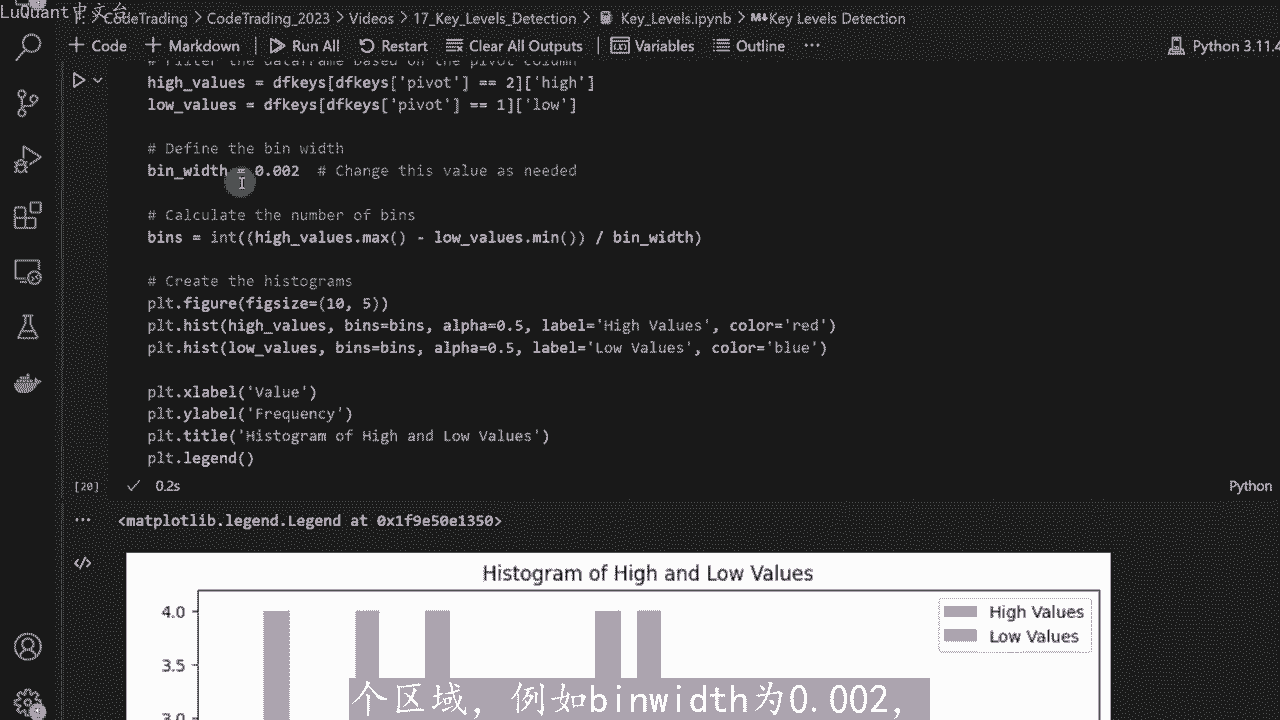 LuQuant中文台
CodeTrading > CodeTrading_2023 > Videos > 17_Key_Levels_Detection > Key_Levels.ipynb > Key Levels Detection
+ Code + Markdown Run All Restart Clear All Outputs Variables Outline ... Python 3.11.4
# Filter the dataframe based on the pivot column
high_values = dfkeys[dfkeys['pivot'] == 2]['high']
low_values = dfkeys[dfkeys['pivot'] == 1]['low']
# Define the bin width
bin_width = 0.002 # Change this value as needed
# Calculate the number of bins
bins = int((high_values.max() - low_values.min()) / bin_width)
# Create the histograms
plt.figure(figsize=(10, 5))
plt.hist(high_values, bins=bins, alpha=0.5, label='High Values', color='red')
plt.hist(low_values, bins=bins, alpha=0.5, label='Low Values', color='blue')
plt.xlabel('Value')
plt.ylabel('Frequency')
plt.title('Histogram of High and Low Values')
plt.legend()
[20] 0.2s Python
... <matplotlib.legend.Legend at 0x1f9e50e1350>
Histogram of High and Low Values
4.0
High Values
Low Values
3.5
3.0
个区域，例如binwidth为0.002，